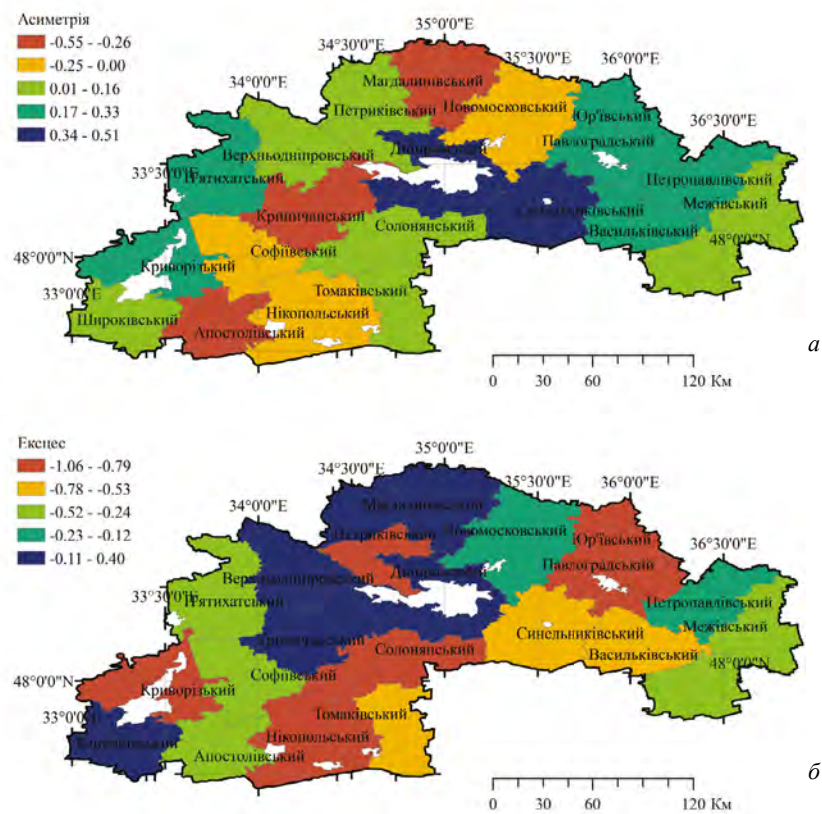 Асиметрія
-0.55 - -0.26
-0.25 - 0.00
0.01 - 0.16
0.17 - 0.33
0.34 - 0.51
35°0'0"E
34°30'0"E
35°30'0"E
36°0'0"E
34°0'0"E
36°30'0"E
33°30'0"E
48°0'0"N
33°0'0"E
48°0'0"N
Магдалинівський
Петриківський
Новомосковський
Юр'ївський
Дніпровський
Павлоградський
Верхньодніпровський
П'ятихатський
Петропавлівський
Криничанський
Межівський
Синельниківський
Солонянський
Васильківський
Софіївський
Криворізький
Томаківський
Нікопольський
Широківський
Апостолівський
0 30 60 120 Км
а
Ексцес
-1.06 - -0.79
-0.78 - -0.53
-0.52 - -0.24
-0.23 - -0.12
-0.11 - 0.40
35°0'0"E
34°30'0"E
35°30'0"E
36°0'0"E
34°0'0"E
36°30'0"E
33°30'0"E
48°0'0"N
33°0'0"E
48°0'0"N
Магдалинівський
Петриківський
Новомосковський
Юр'ївський
Дніпровський
Павлоградський
Верхньодніпровський
П'ятихатський
Петропавлівський
Криничанський
Межівський
Синельниківський
Солонянський
Васильківський
Софіївський
Криворізький
Томаківський
Нікопольський
Широківський
Апостолівський
0 30 60 120 Км
б